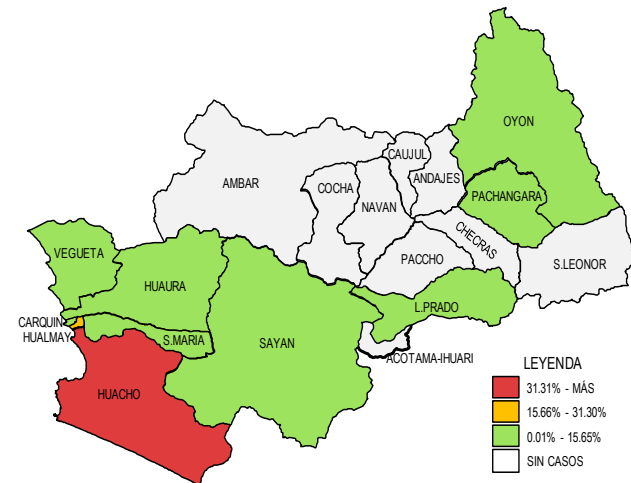 OYON
CAUJUL
ANDAJES
AMBAR
COCHA
NAVAN
PACHANGARA
CHECRAS
VEGUETA
PACCHO
S.LEONOR
HUAURA
L.PRADO
CARQUIN
HUALMAY
S.MARIA
SAYAN
ACOTAMA-IHUARI
HUACHO
LEYENDA
31.31% - MÁS
15.66% - 31.30%
0.01% - 15.65%
SIN CASOS